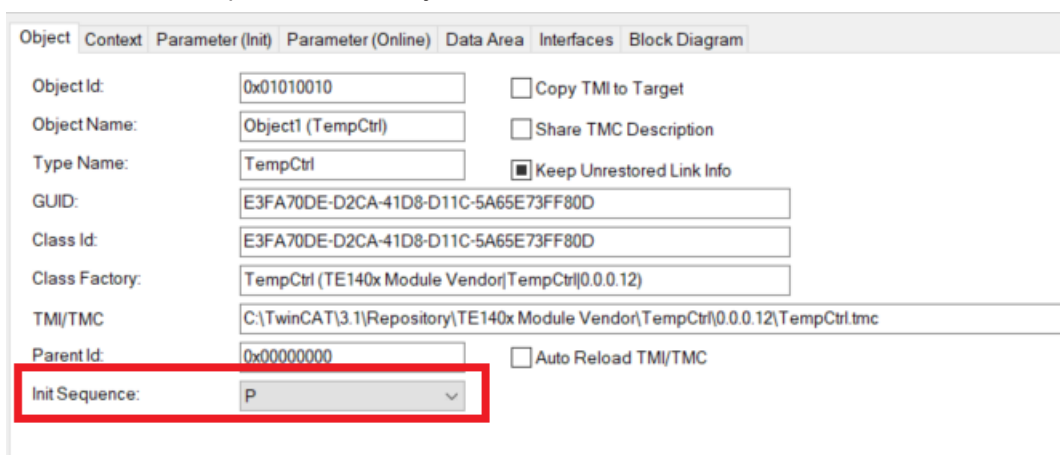 Object Context Parameter (Init) Parameter (Online) Data Area Interfaces Block Diagram
Object Id: 0x01010010 Copy TMI to Target
Object Name: Object1 (TempCtrl) Share TMC Description
Type Name: TempCtrl Keep Unrestored Link Info
GUID: E3FA70DE-D2CA-41D8-D11C-5A65E73FF80D
Class Id: E3FA70DE-D2CA-41D8-D11C-5A65E73FF80D
Class Factory: TempCtrl (TE140x Module Vendor|TempCtrl|0.0.0.12)
TMI/TMC C:\TwinCAT\3.1\Repository\TE140x Module Vendor\TempCtrl\0.0.0.12\TempCtrl.tmc
Parent Id: 0x00000000 Auto Reload TMI/TMC
Init Sequence: P